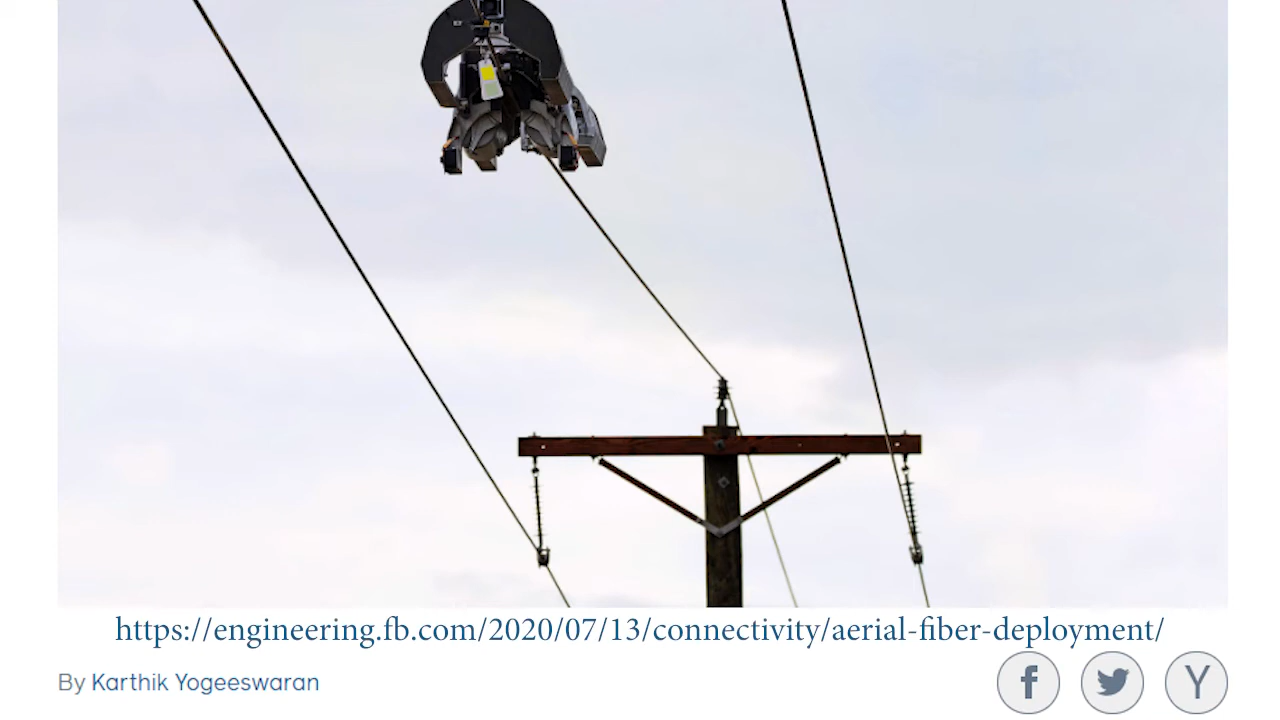 https://engineering.fb.com/2020/07/13/connectivity/aerial-fiber-deployment/
By Karthik Yogeeswaran